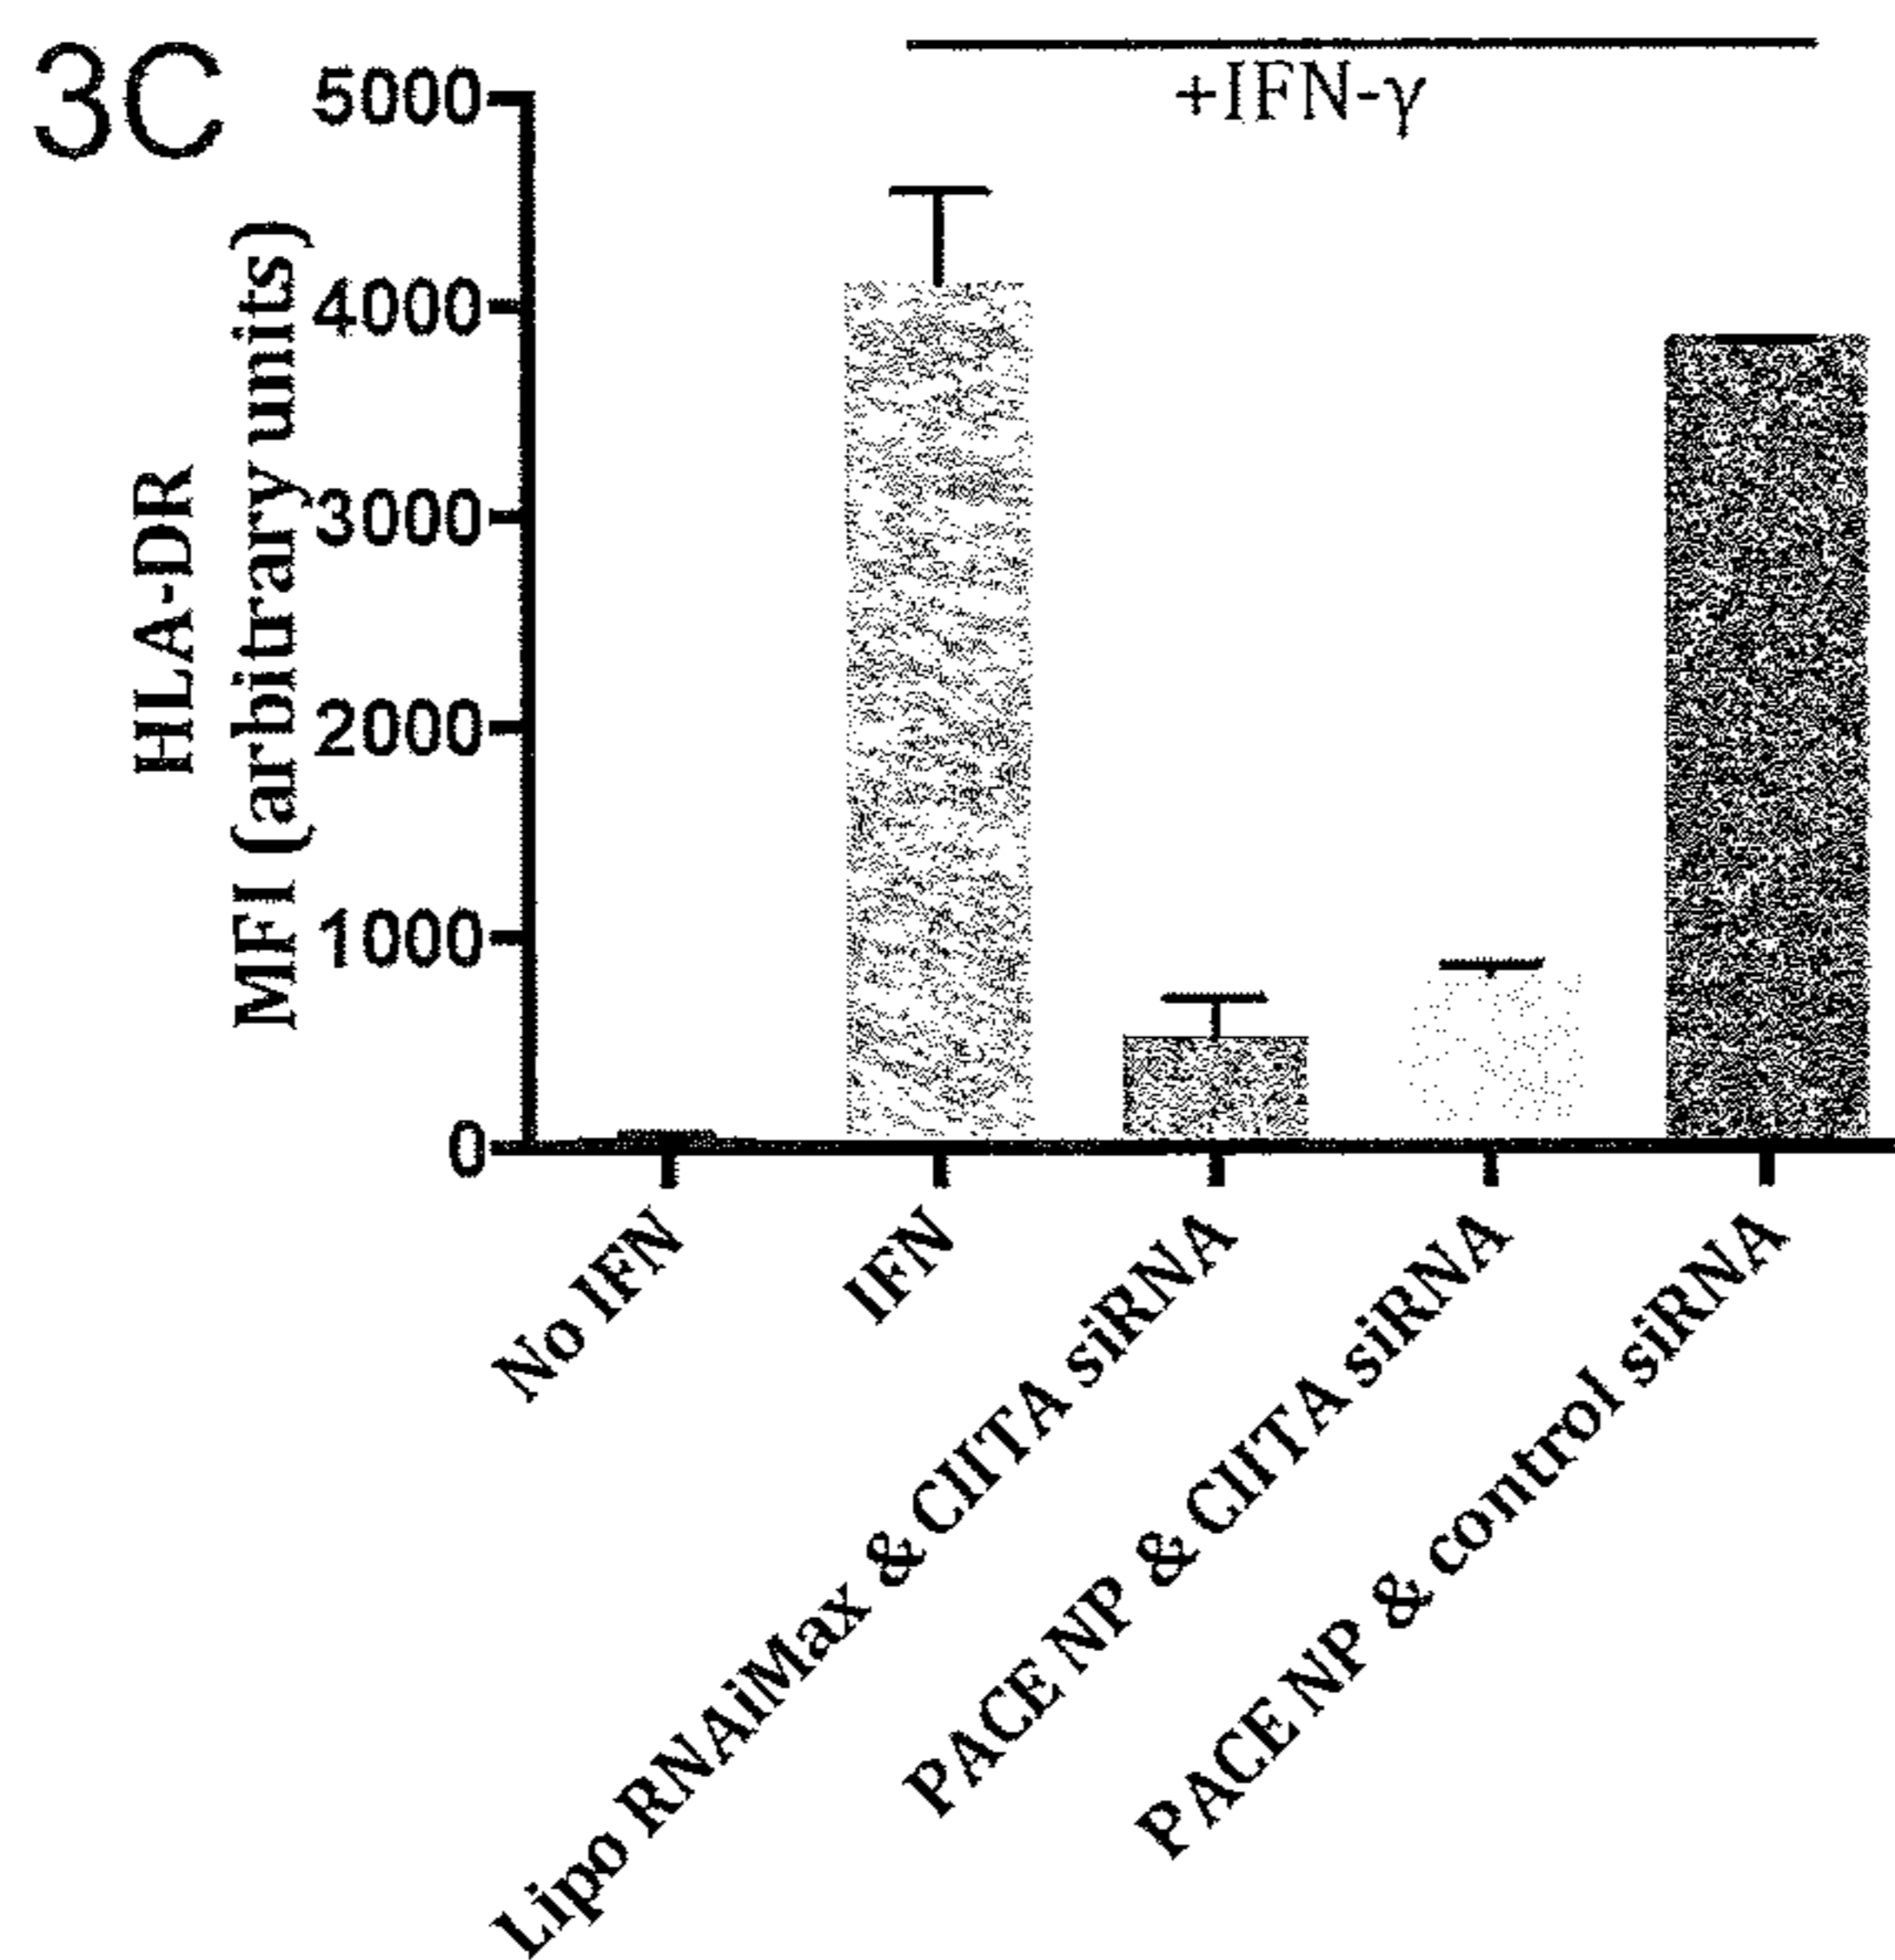 3C
+IFN-γ
HLA-DR
MFI (arbitrary units)
5000
4000
3000
2000
1000
0
No IFN
IFN
Lipo RNAiMax & CIITA siRNA
PACE NP & CIITA siRNA
PACE NP & control siRNA